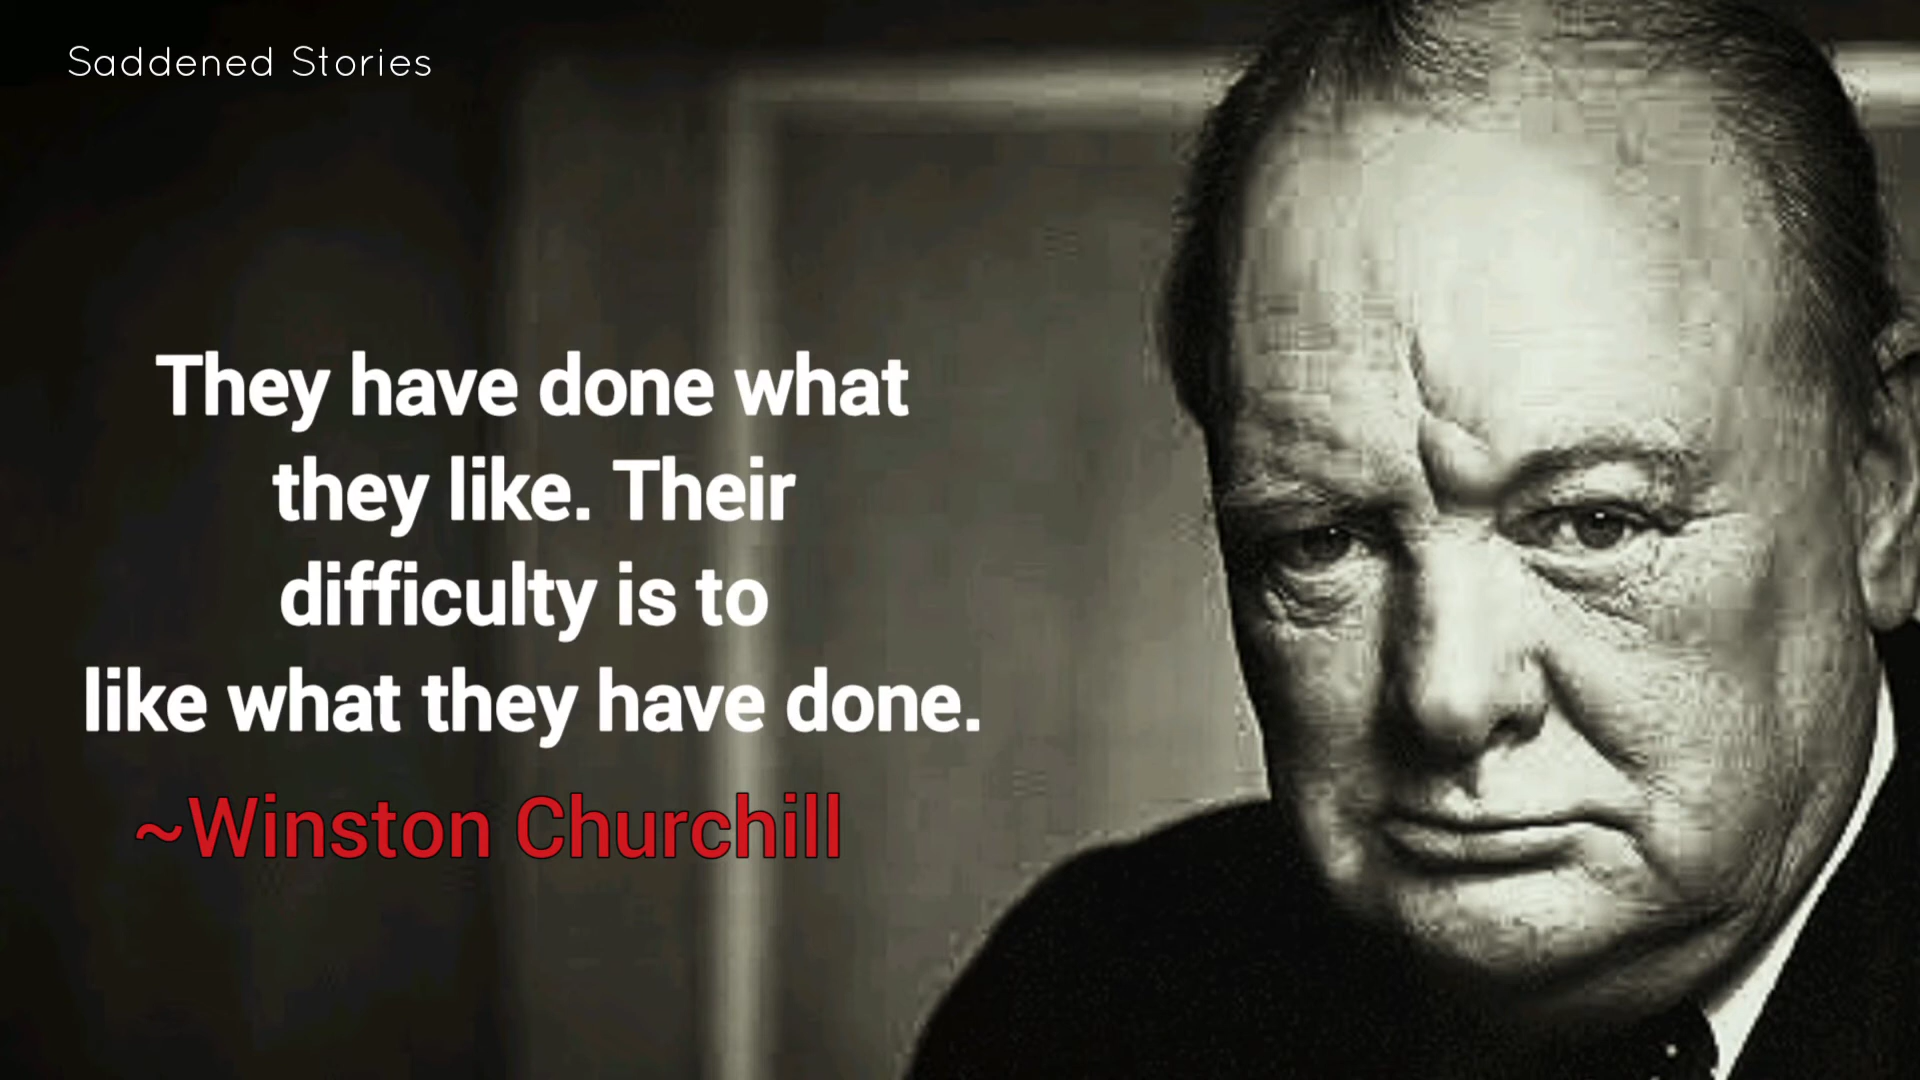 Saddened Stories
They have done what
they like. Their
difficulty is to
like what they have done.
~Winston Churchill